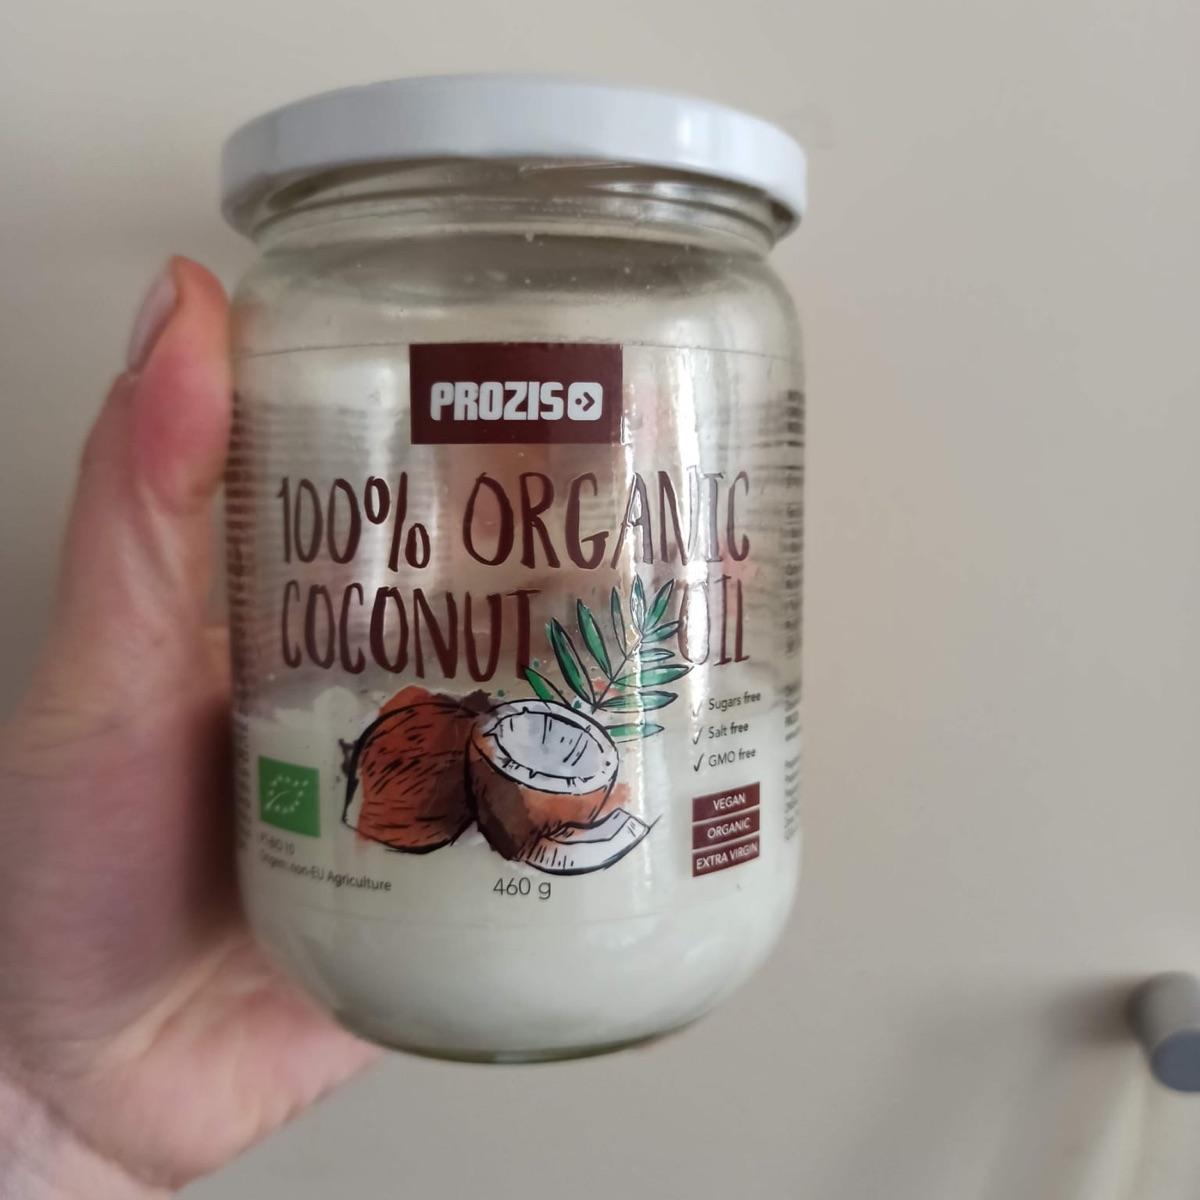 PROZIS
100% ORGANIC
COCONUT OIL
✓ Sugars free
✓ Salt free
✓ GMO free
VEGAN
ORGANIC
EXTRA VIRGIN
Origem: non-EU Agriculture
460 g